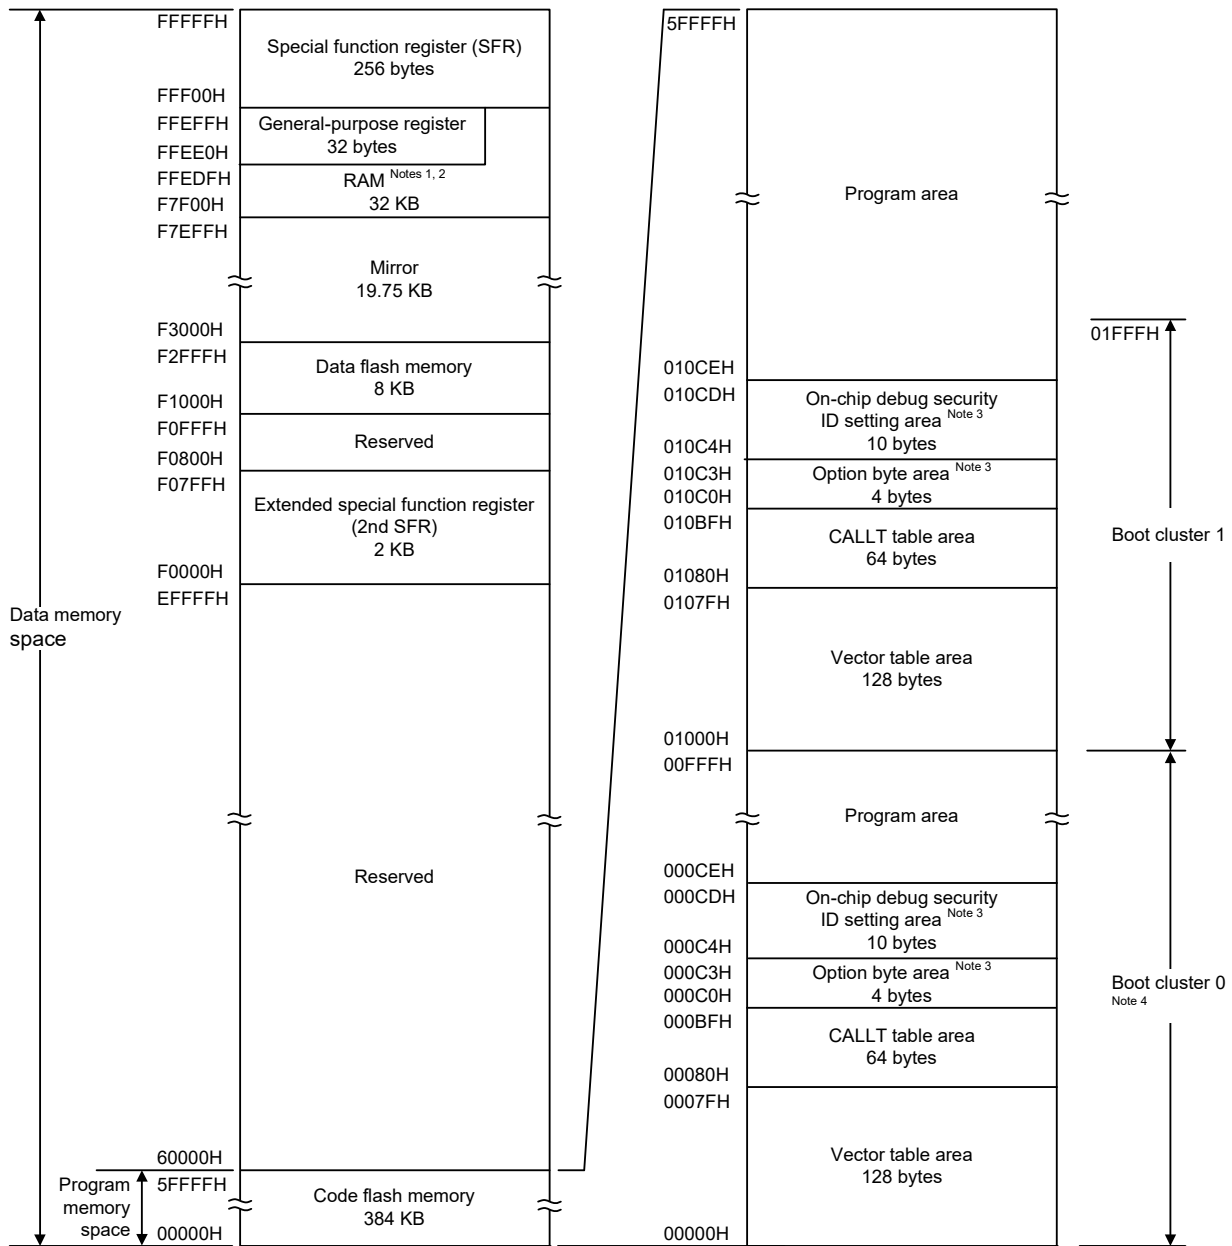 FFFFFH
Special function register (SFR)
256 bytes
FFF00H
FFEFFH
General-purpose register
32 bytes
FFEE0H
FFEDFH
RAM Notes 1, 2
32 KB
F7F00H
F7EFFH
Mirror
19.75 KB
F3000H
F2FFFH
Data flash memory
8 KB
F1000H
F0FFFH
Reserved
F0800H
F07FFH
Extended special function register
(2nd SFR)
2 KB
F0000H
EFFFFH
Data memory
space
Reserved
60000H
5FFFFH
Program
memory
space
Code flash memory
384 KB
00000H
5FFFFH
Program area
01FFFH
010CEH
010CDH
On-chip debug security
ID setting area Note 3
10 bytes
010C4H
010C3H
Option byte area Note 3
4 bytes
010C0H
010BFH
CALLT table area
64 bytes
01080H
0107FH
Boot cluster 1
Vector table area
128 bytes
01000H
00FFFH
Program area
000CEH
000CDH
On-chip debug security
ID setting area Note 3
10 bytes
000C4H
000C3H
Option byte area Note 3
4 bytes
000C0H
000BFH
Boot cluster 0
Note 4
CALLT table area
64 bytes
00080H
0007FH
Vector table area
128 bytes
00000H